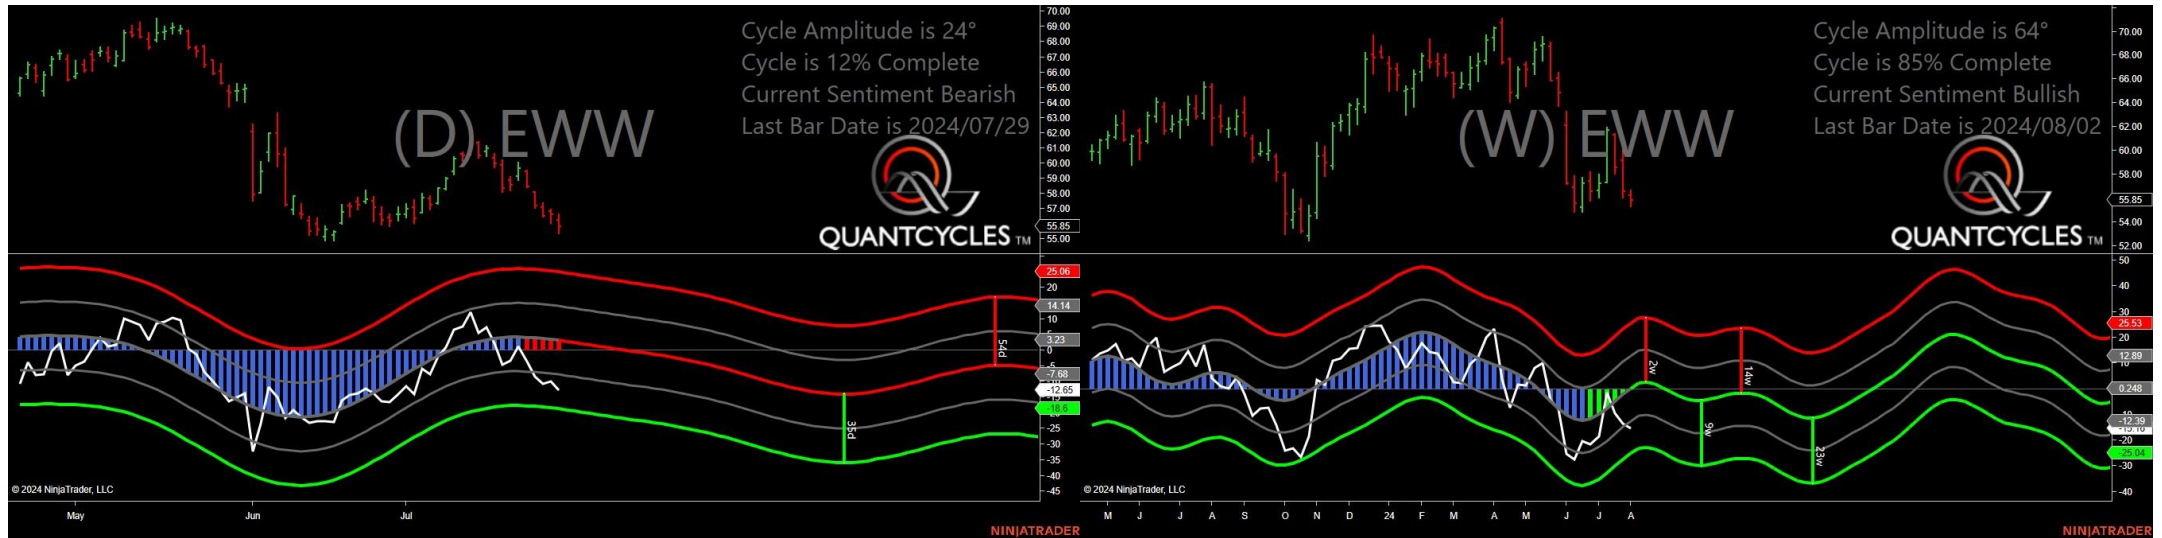 Cycle Amplitude is 24°
Cycle is 12% Complete
Current Sentiment Bearish
Last Bar Date is 2024/07/29
(D) EWW
QUANTCYCLES TM
70.00
69.00
68.00
67.00
66.00
65.00
64.00
63.00
62.00
61.00
60.00
59.00
58.00
57.00
55.85
55.00
25.06
20
14.14
10
3.23
0
-5
-7.68
-12.65
-18.6
-25
-30
-35
-40
-45
54d
35d
© 2024 NinjaTrader, LLC
May
Jun
Jul
NINJATRADER
Cycle Amplitude is 64°
Cycle is 85% Complete
Current Sentiment Bullish
Last Bar Date is 2024/08/02
(W) EWW
QUANTCYCLES TM
70.00
68.00
66.00
64.00
62.00
60.00
58.00
55.85
54.00
52.00
50
40
30
25.53
20
12.89
10
0.248
-12.39
-20
-25.04
-30
-40
2w
14w
9w
23w
© 2024 NinjaTrader, LLC
M
J
J
A
S
O
N
D
24
F
M
A
M
J
J
A
NINJATRADER